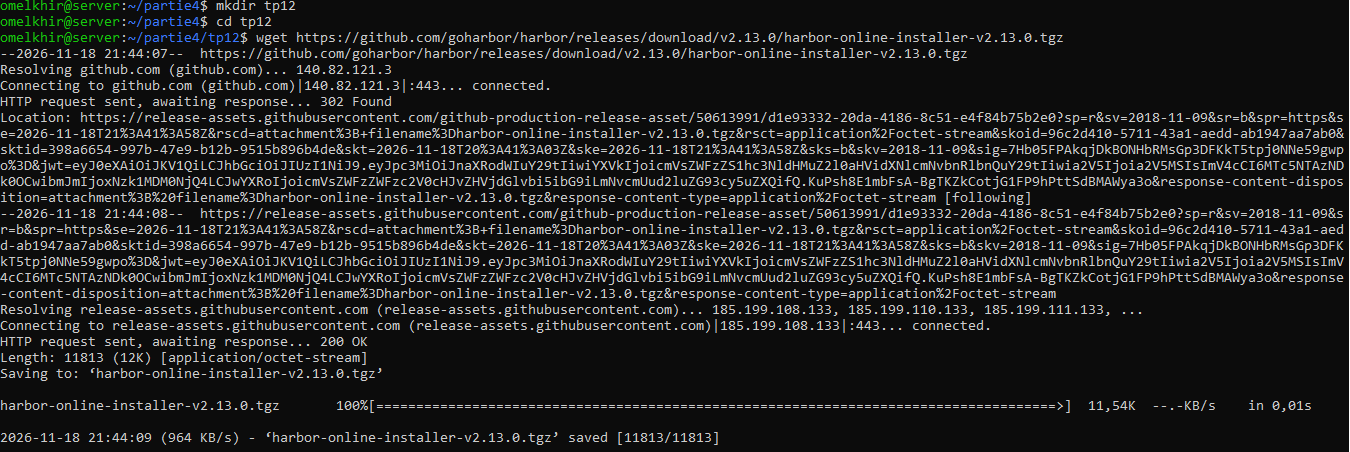 omelkhir@server:~/partie4$ mkdir tp12
omelkhir@server:~/partie4$ cd tp12
omelkhir@server:~/partie4/tp12$ wget https://github.com/goharbor/harbor/releases/download/v2.13.0/harbor-online-installer-v2.13.0.tgz
--2026-11-18 21:44:07--  https://github.com/goharbor/harbor/releases/download/v2.13.0/harbor-online-installer-v2.13.0.tgz
Resolving github.com (github.com)... 140.82.121.3
Connecting to github.com (github.com)|140.82.121.3|:443... connected.
HTTP request sent, awaiting response... 302 Found
Location: https://release-assets.githubusercontent.com/github-production-release-asset/50613991/d1e93332-20da-4186-8c51-e4f84b75b2e0?sp=r&sv=2018-11-09&sr=b&spr=https&s
e=2026-11-18T21%3A41%3A58Z&rscd=attachment%3B+filename%3Dharbor-online-installer-v2.13.0.tgz&rsct=application%2Foctet-stream&skoid=96c2d410-5711-43a1-aedd-ab1947aa7ab0&
sktid=398a6654-997b-47e9-b12b-9515b896b4de&skt=2026-11-18T20%3A41%3A03Z&ske=2026-11-18T21%3A41%3A58Z&sks=b&skv=2018-11-09&sig=7Hb05FPAkqjDkBONHbRMsGp3DFKkT5tpj0NNe59gwp
o%3D&jwt=eyJ0eXAiOiJKV1QiLCJhbGciOiJIUzI1NiJ9.eyJpc3MiOiJnaXRodWIuY29tIiwiYXVkIjoicmVsZWFzZS1hc3NldHMuZ2l0aHVidXNlcmNvbnRlbnQuY29tIiwia2V5Ijoia2V5MSIsImV4cCI6MTc5NTAzND
k0OCwibmJmIjoxNzk1MDM0NjQ4LCJwYXRoIjoicmVsZWFzZWFzc2V0cHJvZHVjdGlvbi5ibG9iLmNvcmUud2luZG93cy5uZXQifQ.KuPsh8E1mbFsA-BgTKZkCotjG1FP9hPttSdBMAWya3o&response-content-dispos
ition=attachment%3B%20filename%3Dharbor-online-installer-v2.13.0.tgz&response-content-type=application%2Foctet-stream [following]
--2026-11-18 21:44:08--  https://release-assets.githubusercontent.com/github-production-release-asset/50613991/d1e93332-20da-4186-8c51-e4f84b75b2e0?sp=r&sv=2018-11-09&s
r=b&spr=https&se=2026-11-18T21%3A41%3A58Z&rscd=attachment%3B+filename%3Dharbor-online-installer-v2.13.0.tgz&rsct=application%2Foctet-stream&skoid=96c2d410-5711-43a1-aed
d-ab1947aa7ab0&sktid=398a6654-997b-47e9-b12b-9515b896b4de&skt=2026-11-18T20%3A41%3A03Z&ske=2026-11-18T21%3A41%3A58Z&sks=b&skv=2018-11-09&sig=7Hb05FPAkqjDkBONHbRMsGp3DFK
kT5tpj0NNe59gwpo%3D&jwt=eyJ0eXAiOiJKV1QiLCJhbGciOiJIUzI1NiJ9.eyJpc3MiOiJnaXRodWIuY29tIiwiYXVkIjoicmVsZWFzZS1hc3NldHMuZ2l0aHVidXNlcmNvbnRlbnQuY29tIiwia2V5Ijoia2V5MSIsImV
4cCI6MTc5NTAzNDk0OCwibmJmIjoxNzk1MDM0NjQ4LCJwYXRoIjoicmVsZWFzZWFzc2V0cHJvZHVjdGlvbi5ibG9iLmNvcmUud2luZG93cy5uZXQifQ.KuPsh8E1mbFsA-BgTKZkCotjG1FP9hPttSdBMAWya3o&response
-content-disposition=attachment%3B%20filename%3Dharbor-online-installer-v2.13.0.tgz&response-content-type=application%2Foctet-stream
Resolving release-assets.githubusercontent.com (release-assets.githubusercontent.com)... 185.199.108.133, 185.199.110.133, 185.199.111.133, ...
Connecting to release-assets.githubusercontent.com (release-assets.githubusercontent.com)|185.199.108.133|:443... connected.
HTTP request sent, awaiting response... 200 OK
Length: 11813 (12K) [application/octet-stream]
Saving to: ‘harbor-online-installer-v2.13.0.tgz’
harbor-online-installer-v2.13.0.tgz       100%[=====================================================================================>]  11,54K  --.-KB/s    in 0,01s
2026-11-18 21:44:09 (964 KB/s) - ‘harbor-online-installer-v2.13.0.tgz’ saved [11813/11813]